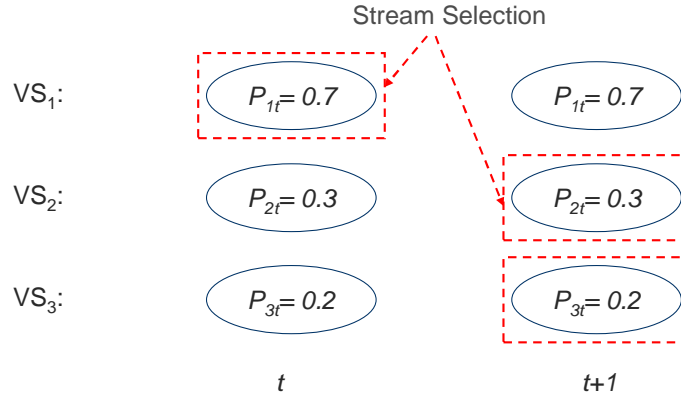 Stream Selection
VS₁: P₁ₜ= 0.7 P₁ₜ= 0.7
VS₂: P₂ₜ= 0.3 P₂ₜ= 0.3
VS₃: P₃ₜ= 0.2 P₃ₜ= 0.2
t t+1